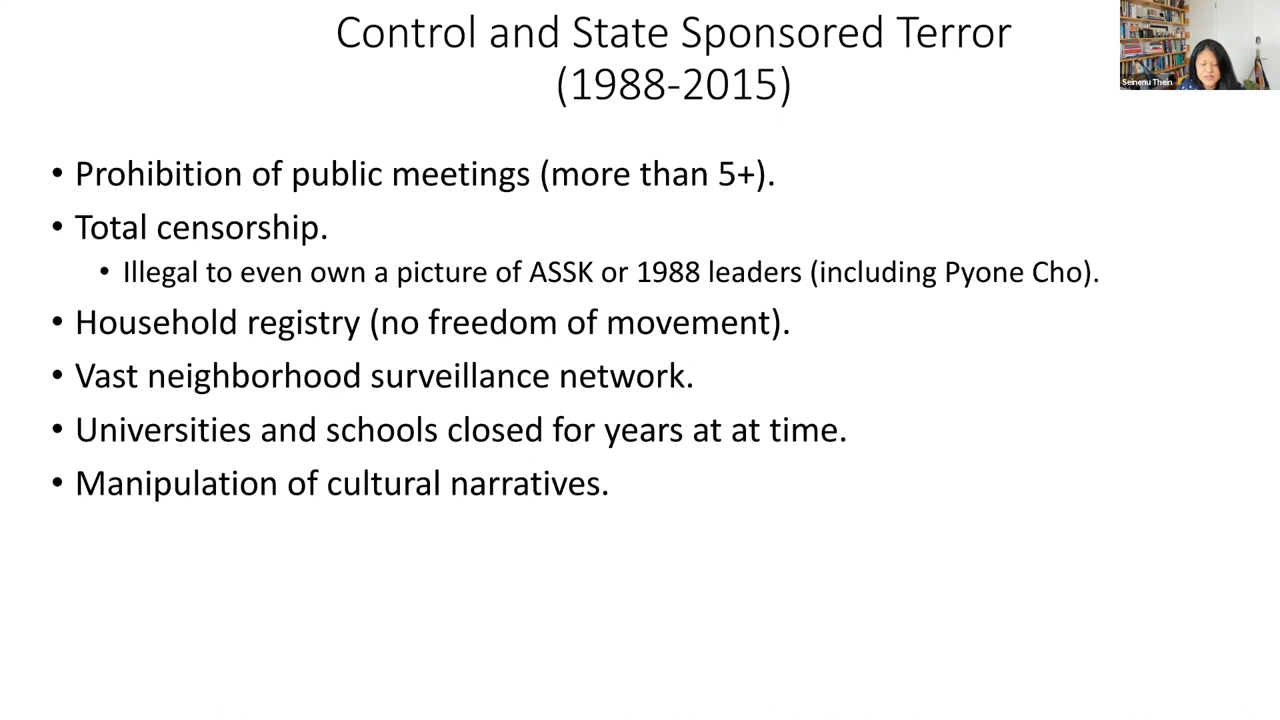 Control and State Sponsored Terror
(1988-2015)
Seinenu Thein
• Prohibition of public meetings (more than 5+).
• Total censorship.
• Illegal to even own a picture of ASSK or 1988 leaders (including Pyone Cho).
• Household registry (no freedom of movement).
• Vast neighborhood surveillance network.
• Universities and schools closed for years at at time.
• Manipulation of cultural narratives.